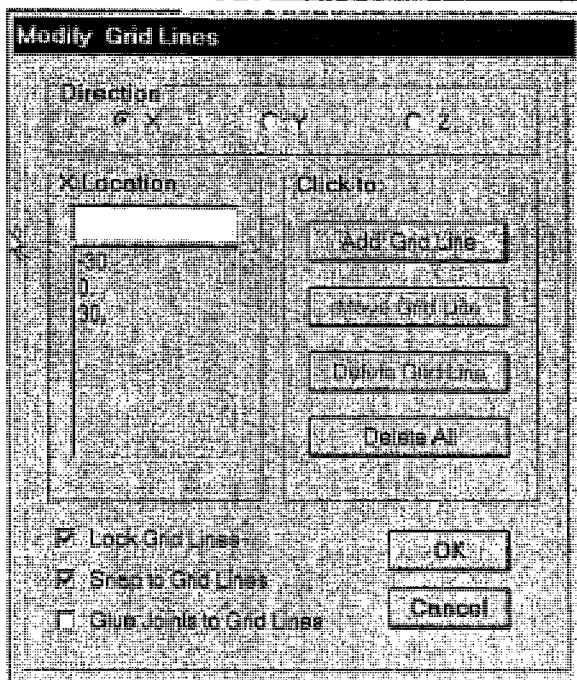 Modify Grid Lines
Direction
X Y Z
X Location
Click to:
-30.
0.
30.
Add Grid Line
Move Grid Line
Delete Grid Line
Delete All
Lock Grid Lines
Snap to Grid Lines
Glue Joints to Grid Lines
OK
Cancel